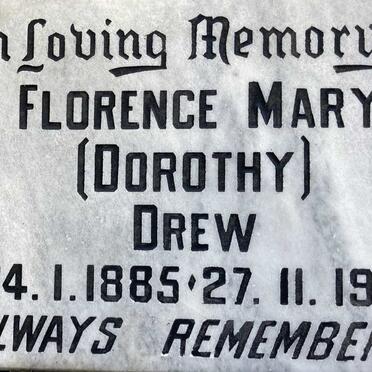 n Loving Memory
FLORENCE MARY
(DOROTHY)
DREW
4.1.1885 · 27.11.19
LWAYS REMEMBER